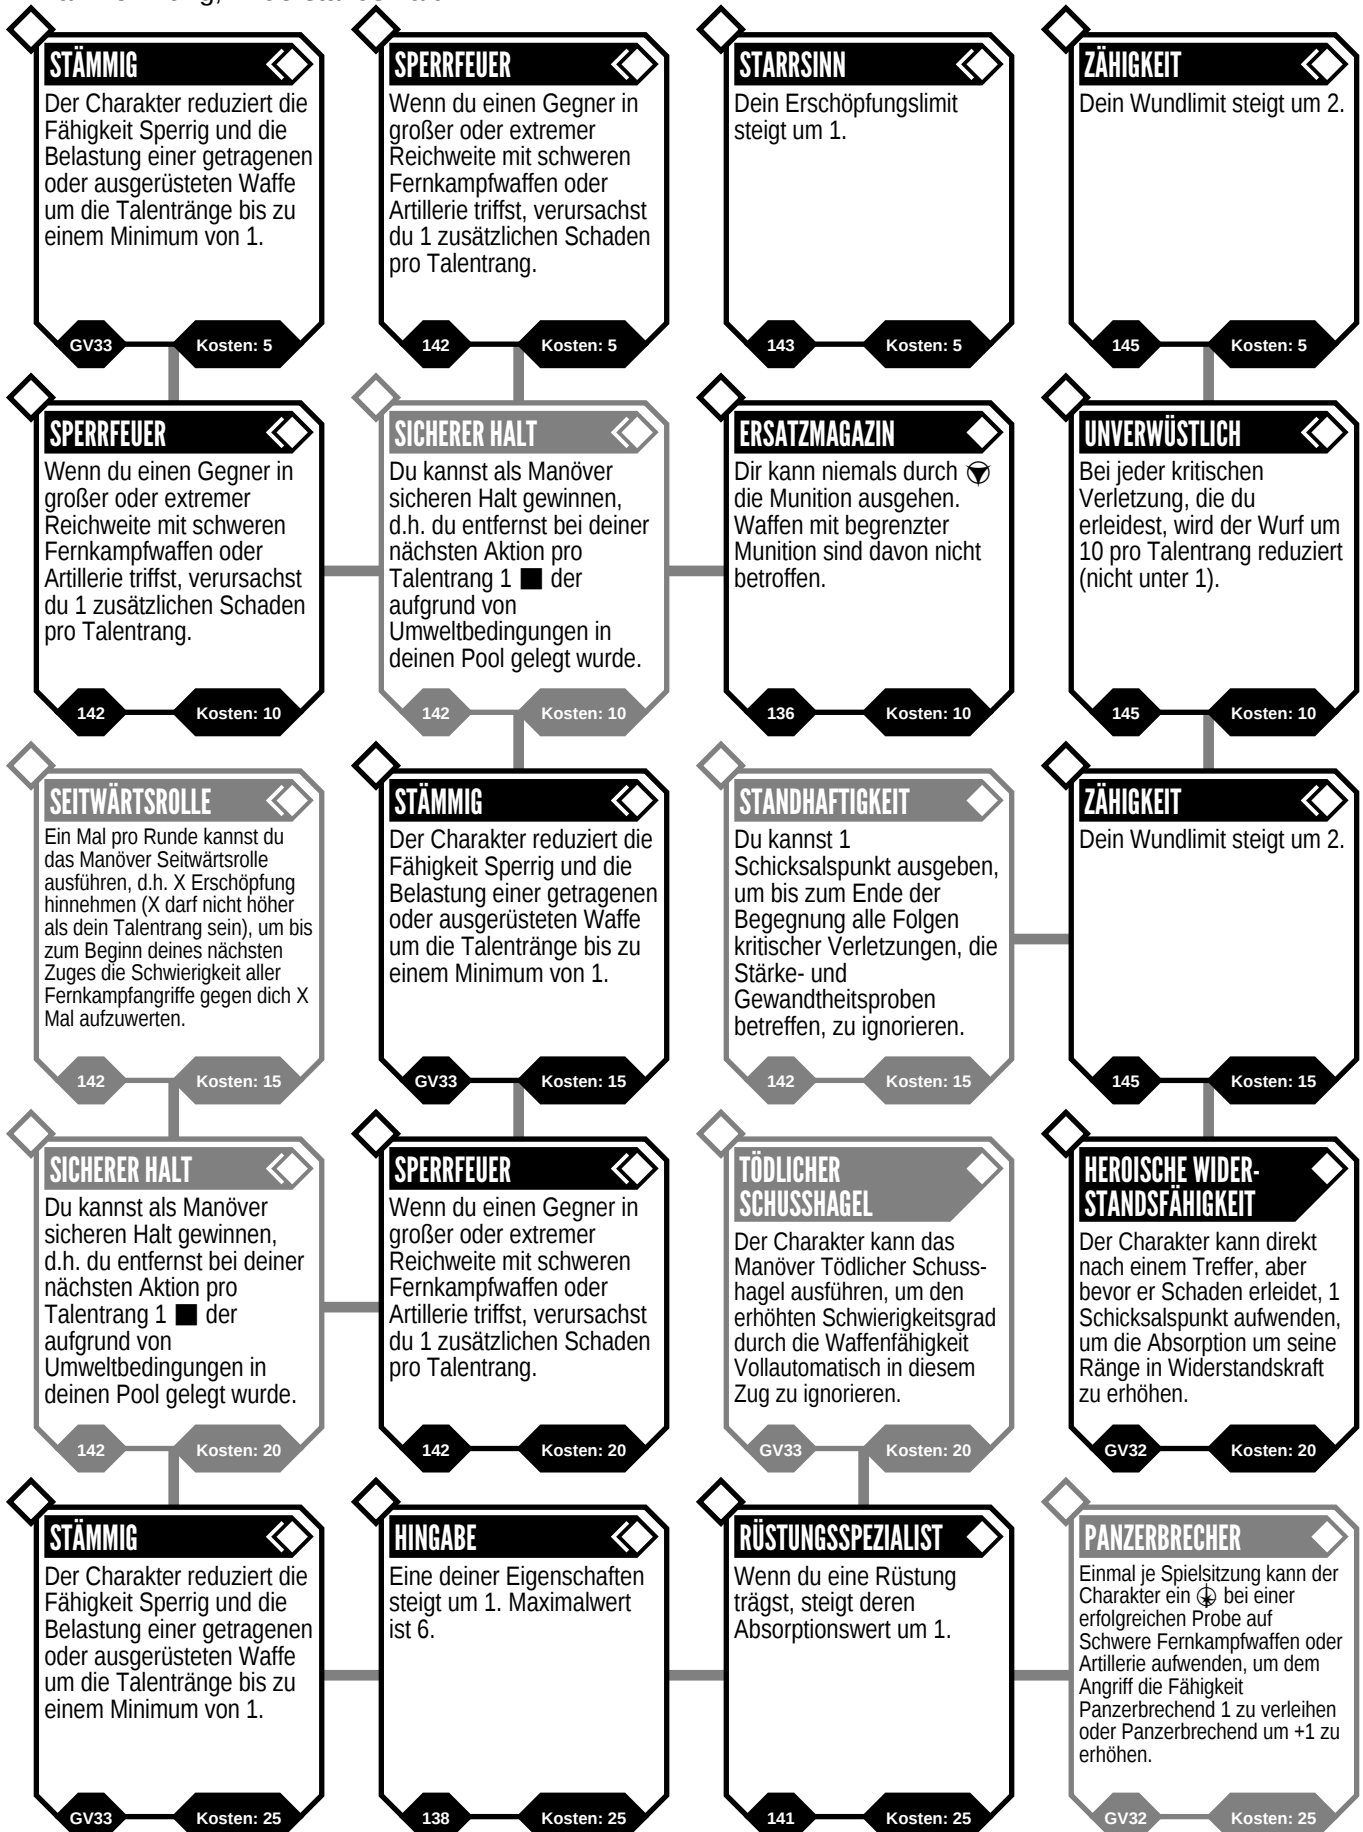 STÄMMIG
Der Charakter reduziert die
Fähigkeit Sperrig und die
Belastung einer getragenen
oder ausgerüsteten Waffe
um die Talentränge bis zu
einem Minimum von 1.
GV33
Kosten: 5
SPERRFEUER
Wenn du einen Gegner in
großer oder extremer
Reichweite mit schweren
Fernkampfwaffen oder
Artillerie triffst, verursachst
du 1 zusätzlichen Schaden
pro Talentrang.
142
Kosten: 5
STARRSINN
Dein Erschöpfungslimit
steigt um 1.
143
Kosten: 5
ZÄHIGKEIT
Dein Wundlimit steigt um 2.
145
Kosten: 5
SPERRFEUER
Wenn du einen Gegner in
großer oder extremer
Reichweite mit schweren
Fernkampfwaffen oder
Artillerie triffst, verursachst
du 1 zusätzlichen Schaden
pro Talentrang.
142
Kosten: 10
SICHERER HALT
Du kannst als Manöver
sicheren Halt gewinnen,
d.h. du entfernst bei deiner
nächsten Aktion pro
Talentrang 1 ■ der
aufgrund von
Umweltbedingungen in
deinen Pool gelegt wurde.
142
Kosten: 10
ERSATZMAGAZIN
Dir kann niemals durch
die Munition ausgehen.
Waffen mit begrenzter
Munition sind davon nicht
betroffen.
136
Kosten: 10
UNVERWÜSTLICH
Bei jeder kritischen
Verletzung, die du
erleidest, wird der Wurf um
10 pro Talentrang reduziert
(nicht unter 1).
145
Kosten: 10
SEITWÄRTSROLLE
Ein Mal pro Runde kannst du
das Manöver Seitwärtsrolle
ausführen, d.h. X Erschöpfung
hinnehmen (X darf nicht höher
als dein Talentrang sein), um bis
zum Beginn deines nächsten
Zuges die Schwierigkeit aller
Fernkampfangriffe gegen dich X
Mal aufzuwerten.
142
Kosten: 15
STÄMMIG
Der Charakter reduziert die
Fähigkeit Sperrig und die
Belastung einer getragenen
oder ausgerüsteten Waffe
um die Talentränge bis zu
einem Minimum von 1.
GV33
Kosten: 15
STANDHAFTIGKEIT
Du kannst 1
Schicksalspunkt ausgeben,
um bis zum Ende der
Begegnung alle Folgen
kritischer Verletzungen, die
Stärke- und
Gewandtheitsproben
betreffen, zu ignorieren.
142
Kosten: 15
ZÄHIGKEIT
Dein Wundlimit steigt um 2.
145
Kosten: 15
SICHERER HALT
Du kannst als Manöver
sicheren Halt gewinnen,
d.h. du entfernst bei deiner
nächsten Aktion pro
Talentrang 1 ■ der
aufgrund von
Umweltbedingungen in
deinen Pool gelegt wurde.
142
Kosten: 20
SPERRFEUER
Wenn du einen Gegner in
großer oder extremer
Reichweite mit schweren
Fernkampfwaffen oder
Artillerie triffst, verursachst
du 1 zusätzlichen Schaden
pro Talentrang.
142
Kosten: 20
TÖDLICHER
SCHUSSHAGEL
Der Charakter kann das
Manöver Tödlicher Schuss-
hagel ausführen, um den
erhöhten Schwierigkeitsgrad
durch die Waffenfähigkeit
Vollautomatisch in diesem
Zug zu ignorieren.
GV33
Kosten: 20
HEROISCHE WIDER-
STANDSFÄHIGKEIT
Der Charakter kann direkt
nach einem Treffer, aber
bevor er Schaden erleidet, 1
Schicksalspunkt aufwenden,
um die Absorption um seine
Ränge in Widerstandskraft
zu erhöhen.
GV32
Kosten: 20
STÄMMIG
Der Charakter reduziert die
Fähigkeit Sperrig und die
Belastung einer getragenen
oder ausgerüsteten Waffe
um die Talentränge bis zu
einem Minimum von 1.
GV33
Kosten: 25
HINGABE
Eine deiner Eigenschaften
steigt um 1. Maximalwert
ist 6.
138
Kosten: 25
RÜSTUNGSSPEZIALIST
Wenn du eine Rüstung
trägst, steigt deren
Absorptionswert um 1.
141
Kosten: 25
PANZERBRECHER
Einmal je Spielsitzung kann der
Charakter ein bei einer
erfolgreichen Probe auf
Schwere Fernkampfwaffen oder
Artillerie aufwenden, um dem
Angriff die Fähigkeit
Panzerbrechend 1 zu verleihen
oder Panzerbrechend um +1 zu
erhöhen.
GV32
Kosten: 25